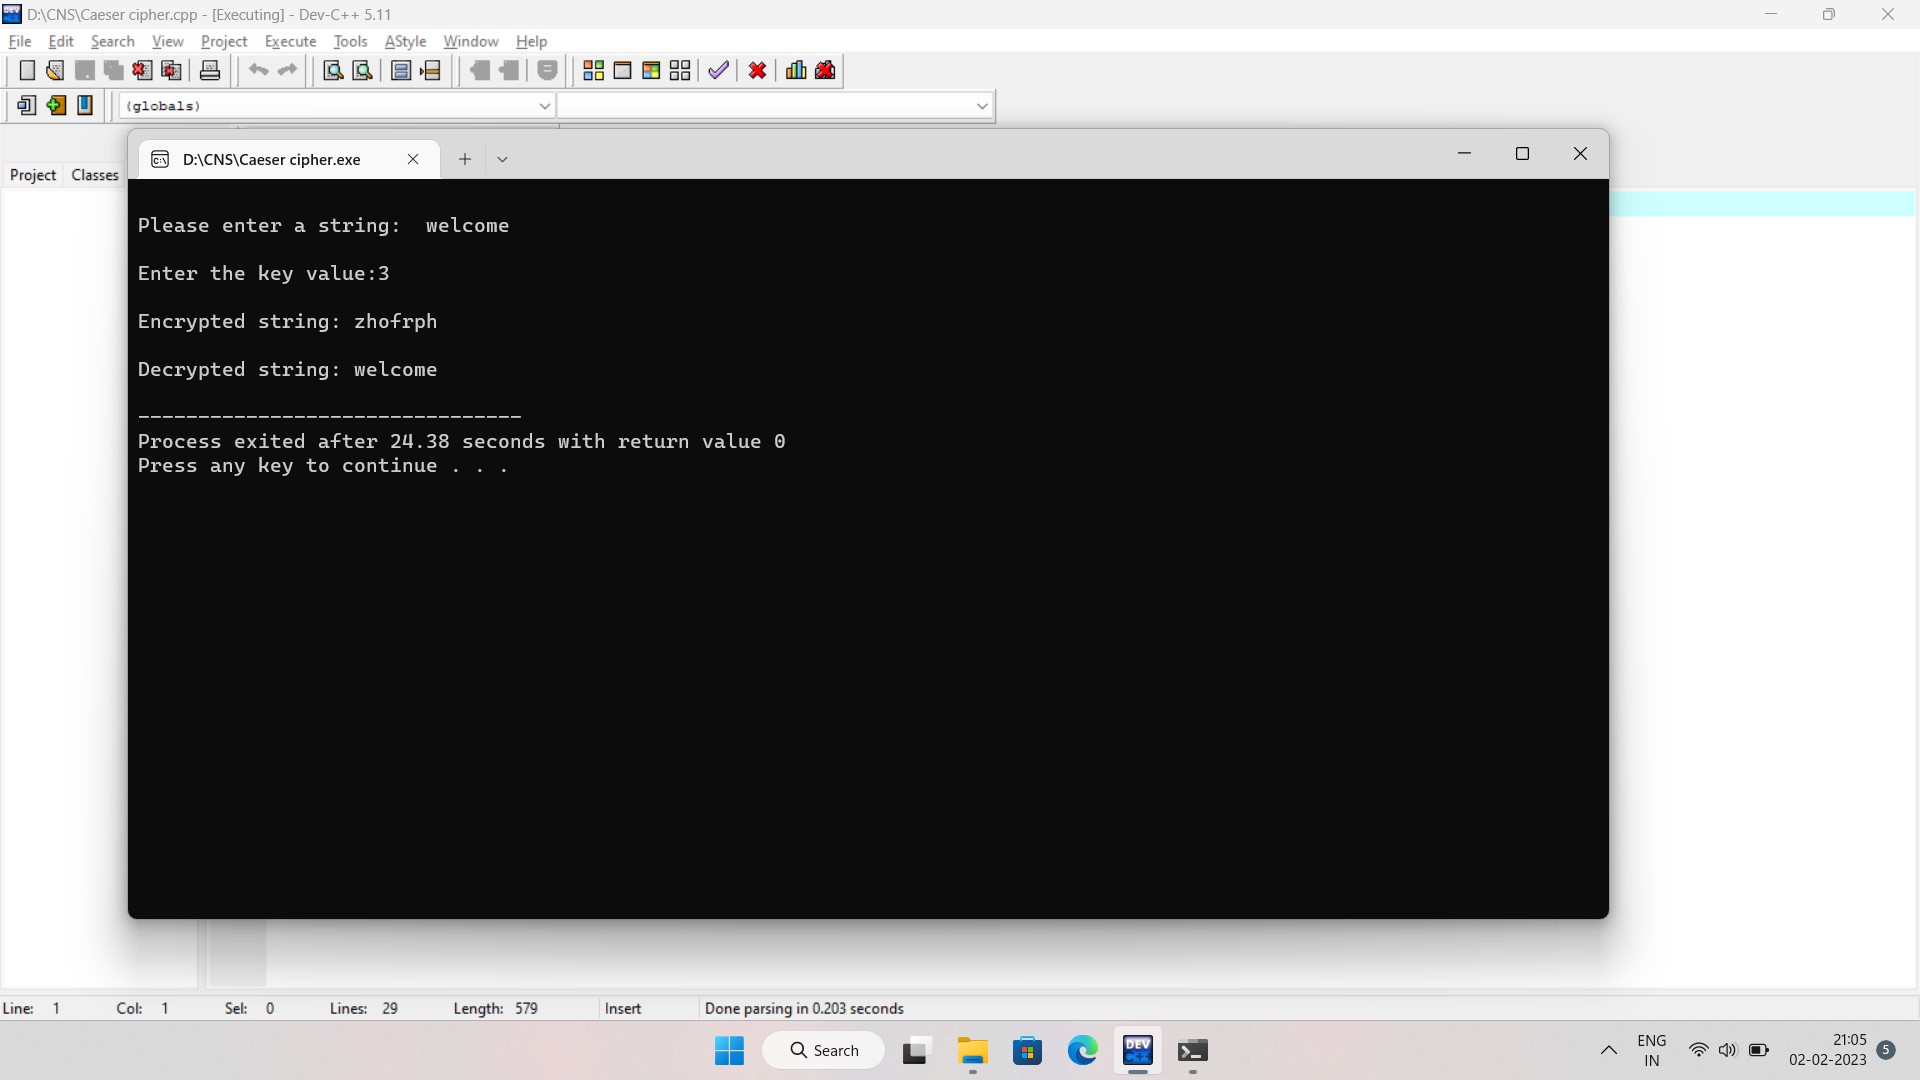 D:\CNS\Caeser cipher.cpp - [Executing] - Dev-C++ 5.11
File Edit Search View Project Execute Tools AStyle Window Help
(globals)
D:\CNS\Caeser cipher.exe
Project Classes
Please enter a string:  welcome
Enter the key value:3
Encrypted string: zhofrph
Decrypted string: welcome
--------------------------------
Process exited after 24.38 seconds with return value 0
Press any key to continue . . .
Line: 1 Col: 1 Sel: 0 Lines: 29 Length: 579 Insert Done parsing in 0.203 seconds
Search
DEV C++
ENG
IN
21:05
02-02-2023
5